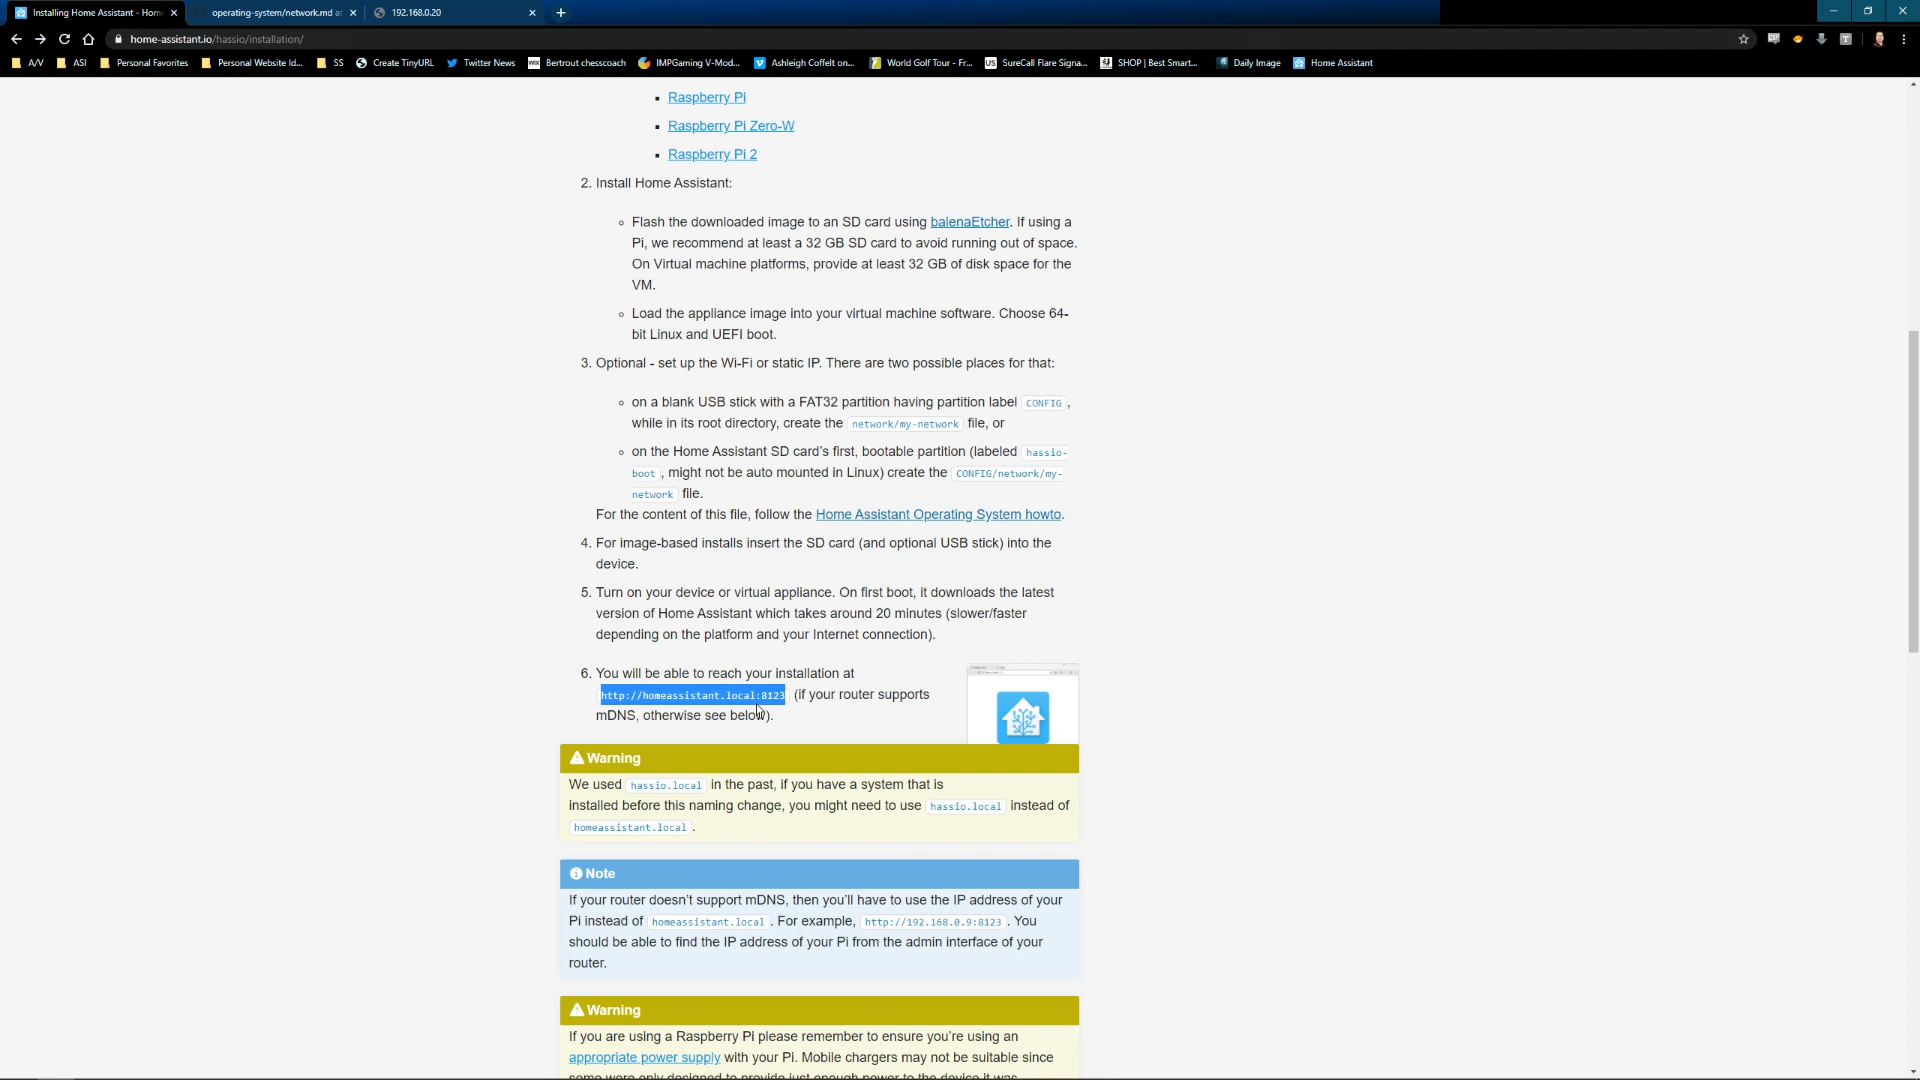 Installing Home Assistant - Hom
operating-system/network.md at
192.168.0.20
home-assistant.io/hassio/installation/
A/V
ASI
Personal Favorites
Personal Website Id...
SS
Create TinyURL
Twitter News
Bertrout chesscoach
IMPGaming V-Mod...
Ashleigh Coffelt on...
World Golf Tour - Fr...
SureCall Flare Signa...
SHOP | Best Smart...
Daily Image
Home Assistant
Raspberry Pi
Raspberry Pi Zero-W
Raspberry Pi 2
2. Install Home Assistant:
Flash the downloaded image to an SD card using balenaEtcher. If using a
Pi, we recommend at least a 32 GB SD card to avoid running out of space.
On Virtual machine platforms, provide at least 32 GB of disk space for the
VM.
Load the appliance image into your virtual machine software. Choose 64-
bit Linux and UEFI boot.
3. Optional - set up the Wi-Fi or static IP. There are two possible places for that:
on a blank USB stick with a FAT32 partition having partition label CONFIG,
while in its root directory, create the network/my-network file, or
on the Home Assistant SD card's first, bootable partition (labeled hassio-
boot, might not be auto mounted in Linux) create the CONFIG/network/my-
network file.
For the content of this file, follow the Home Assistant Operating System howto.
4. For image-based installs insert the SD card (and optional USB stick) into the
device.
5. Turn on your device or virtual appliance. On first boot, it downloads the latest
version of Home Assistant which takes around 20 minutes (slower/faster
depending on the platform and your Internet connection).
6. You will be able to reach your installation at
http://homeassistant.local:8123 (if your router supports
mDNS, otherwise see below).
Warning
We used hassio.local in the past, if you have a system that is
installed before this naming change, you might need to use hassio.local instead of
homeassistant.local.
Note
If your router doesn't support mDNS, then you'll have to use the IP address of your
Pi instead of homeassistant.local. For example, http://192.168.0.9:8123. You
should be able to find the IP address of your Pi from the admin interface of your
router.
Warning
If you are using a Raspberry Pi please remember to ensure you're using an
appropriate power supply with your Pi. Mobile chargers may not be suitable since
some were only designed to provide just enough power to the device it was